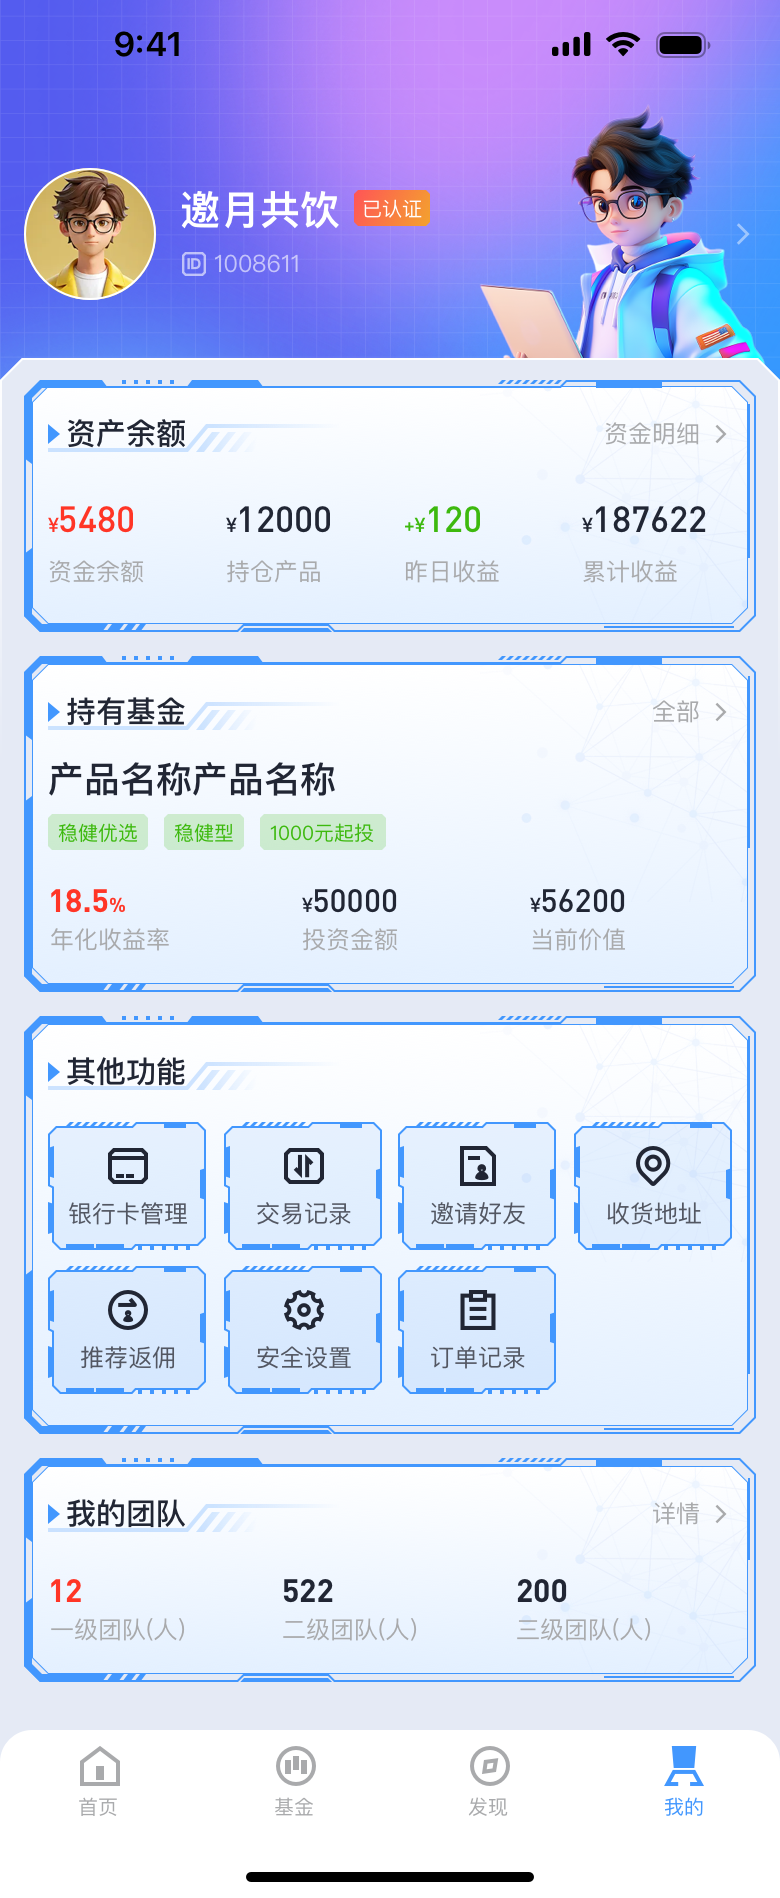 9:41
邀月共饮 已认证
ID 1008611
资产余额 资金明细
¥5480 ¥12000 +¥120 ¥187622
资金余额 持仓产品 昨日收益 累计收益
持有基金 全部
产品名称产品名称
稳健优选 稳健型 1000元起投
18.5% ¥50000 ¥56200
年化收益率 投资金额 当前价值
其他功能
银行卡管理 交易记录 邀请好友 收货地址
推荐返佣 安全设置 订单记录
我的团队 详情
12 522 200
一级团队(人) 二级团队(人) 三级团队(人)
首页 基金 发现 我的